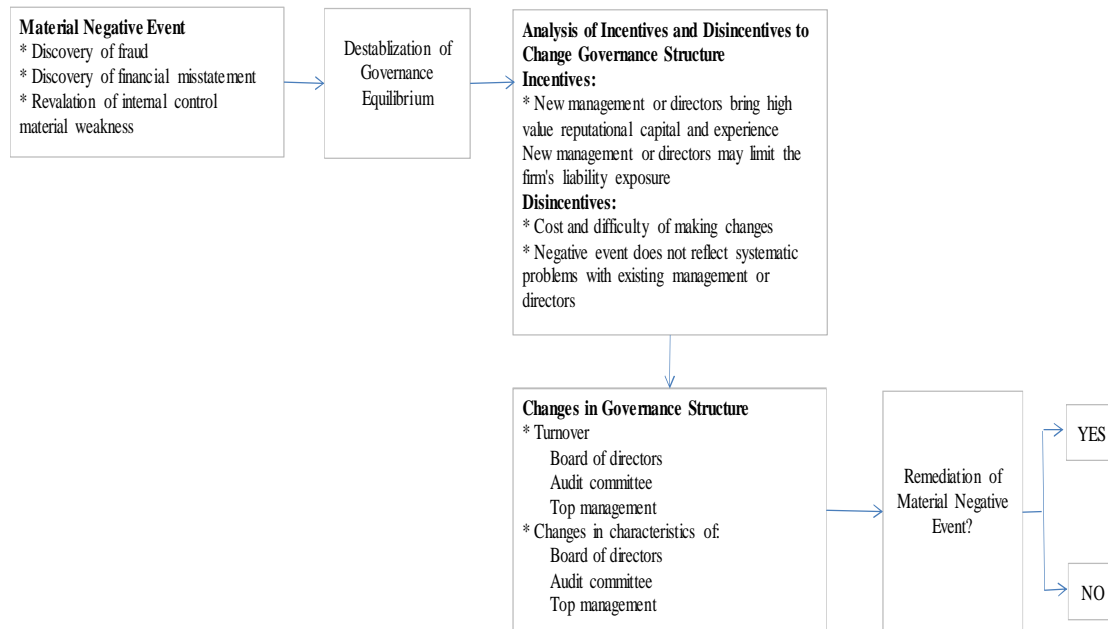 Material Negative Event
* Discovery of fraud
* Discovery of financial misstatement
* Revalation of internal control
material weakness
Destablization of
Governance
Equilibrium
Analysis of Incentives and Disincentives to
Change Governance Structure
Incentives:
* New management or directors bring high
value reputational capital and experience
New management or directors may limit the
firm's liability exposure
Disincentives:
* Cost and difficulty of making changes
* Negative event does not reflect systematic
problems with existing management or
directors
Changes in Governance Structure
* Turnover
Board of directors
Audit committee
Top management
* Changes in characteristics of:
Board of directors
Audit committee
Top management
Remediation of
Material Negative
Event?
YES
NO